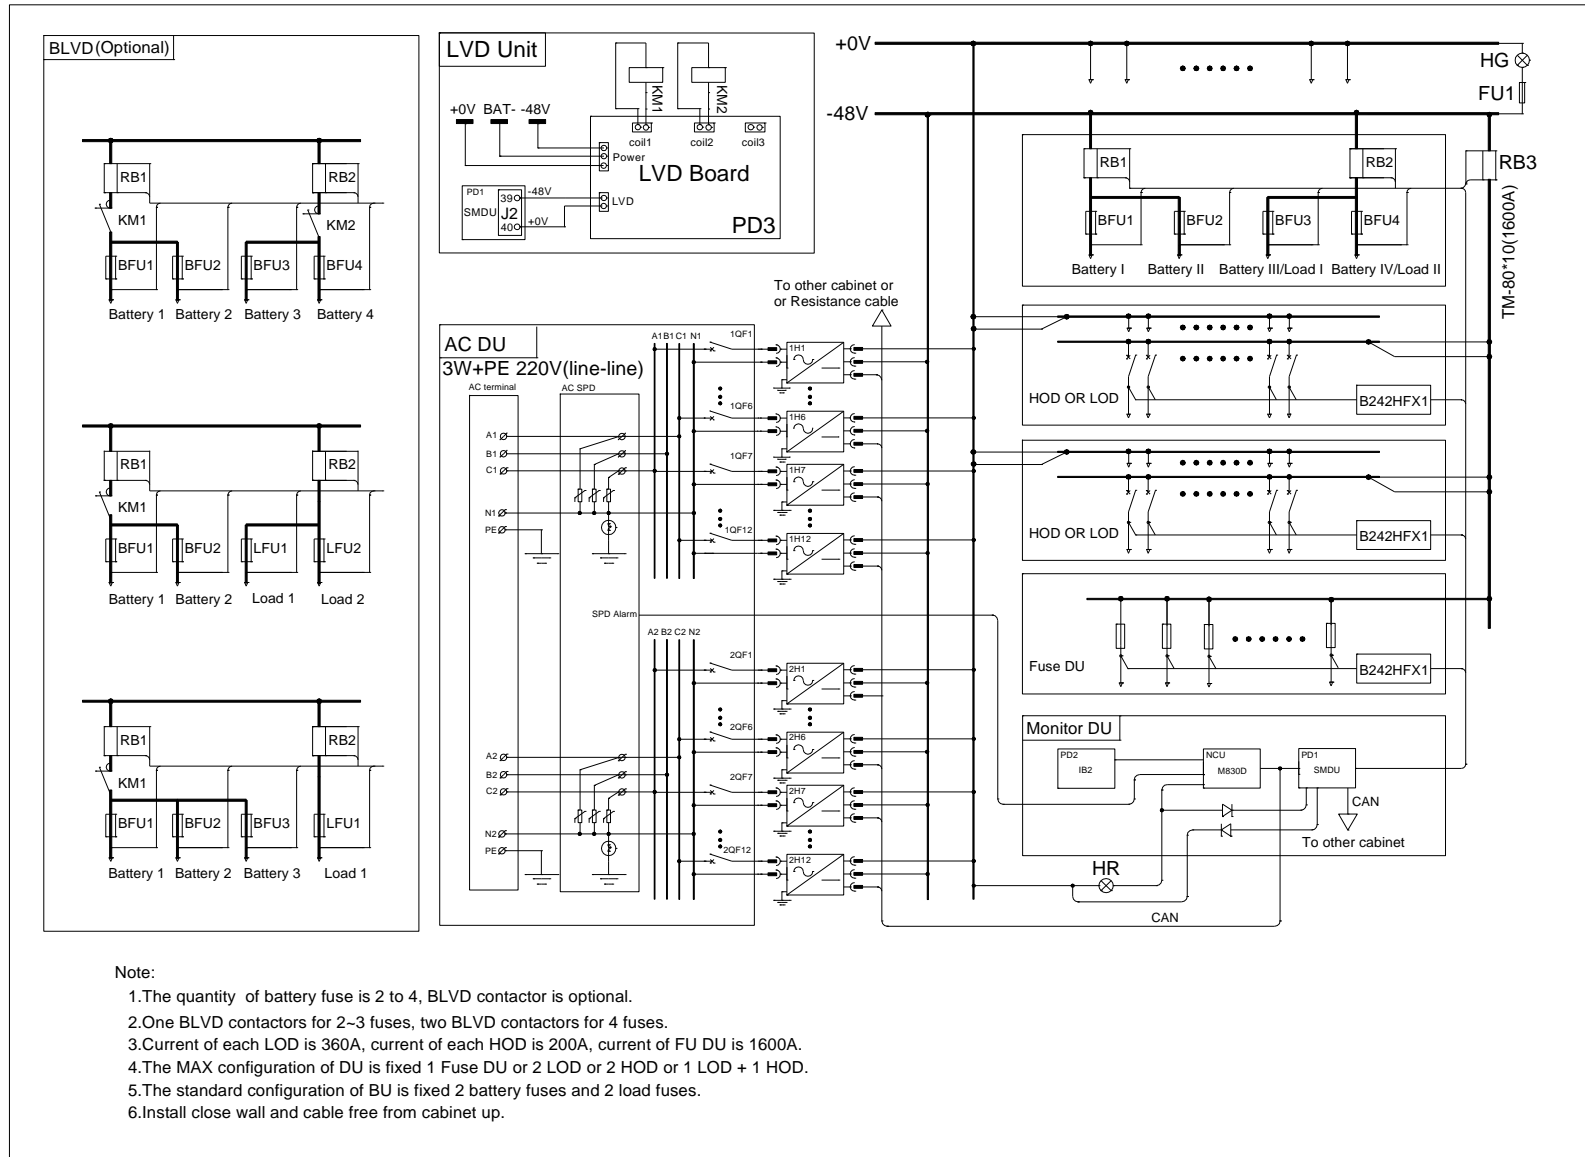 BLVD(Optional)
RB1
RB2
KM1
KM2
BFU1
BFU2
BFU3
BFU4
Battery 1
Battery 2
Battery 3
Battery 4
RB1
RB2
KM1
BFU1
BFU2
LFU1
LFU2
Battery 1
Battery 2
Load 1
Load 2
RB1
RB2
KM1
BFU1
BFU2
BFU3
LFU1
Battery 1
Battery 2
Battery 3
Load 1
LVD Unit
KM1
KM2
+0V
BAT-
-48V
coil1
coil2
coil3
Power
LVD Board
PD1
SMDU
39
J2
40
-48V
+0V
LVD
PD3
AC DU
3W+PE 220V(line-line)
AC terminal
AC SPD
A1
B1
C1
N1
1QF1
1H1
1QF6
1H6
A1
B1
C1
1QF7
1H7
N1
PE
1QF12
1H12
SPD Alarm
A2
B2
C2
N2
2QF1
2H1
2QF6
2H6
A2
B2
C2
2QF7
2H7
N2
PE
2QF12
2H12
To other cabinet or
or Resistance cable
+0V
HG
FU1
-48V
RB1
RB2
RB3
BFU1
BFU2
BFU3
BFU4
Battery I
Battery II
Battery III/Load I
Battery IV/Load II
TM-80*10(1600A)
HOD OR LOD
B242HFX1
HOD OR LOD
B242HFX1
Fuse DU
B242HFX1
Monitor DU
PD2
IB2
NCU
M830D
PD1
SMDU
CAN
To other cabinet
HR
CAN
Note:
1.The quantity of battery fuse is 2 to 4, BLVD contactor is optional.
2.One BLVD contactors for 2~3 fuses, two BLVD contactors for 4 fuses.
3.Current of each LOD is 360A, current of each HOD is 200A, current of FU DU is 1600A.
4.The MAX configuration of DU is fixed 1 Fuse DU or 2 LOD or 2 HOD or 1 LOD + 1 HOD.
5.The standard configuration of BU is fixed 2 battery fuses and 2 load fuses.
6.Install close wall and cable free from cabinet up.